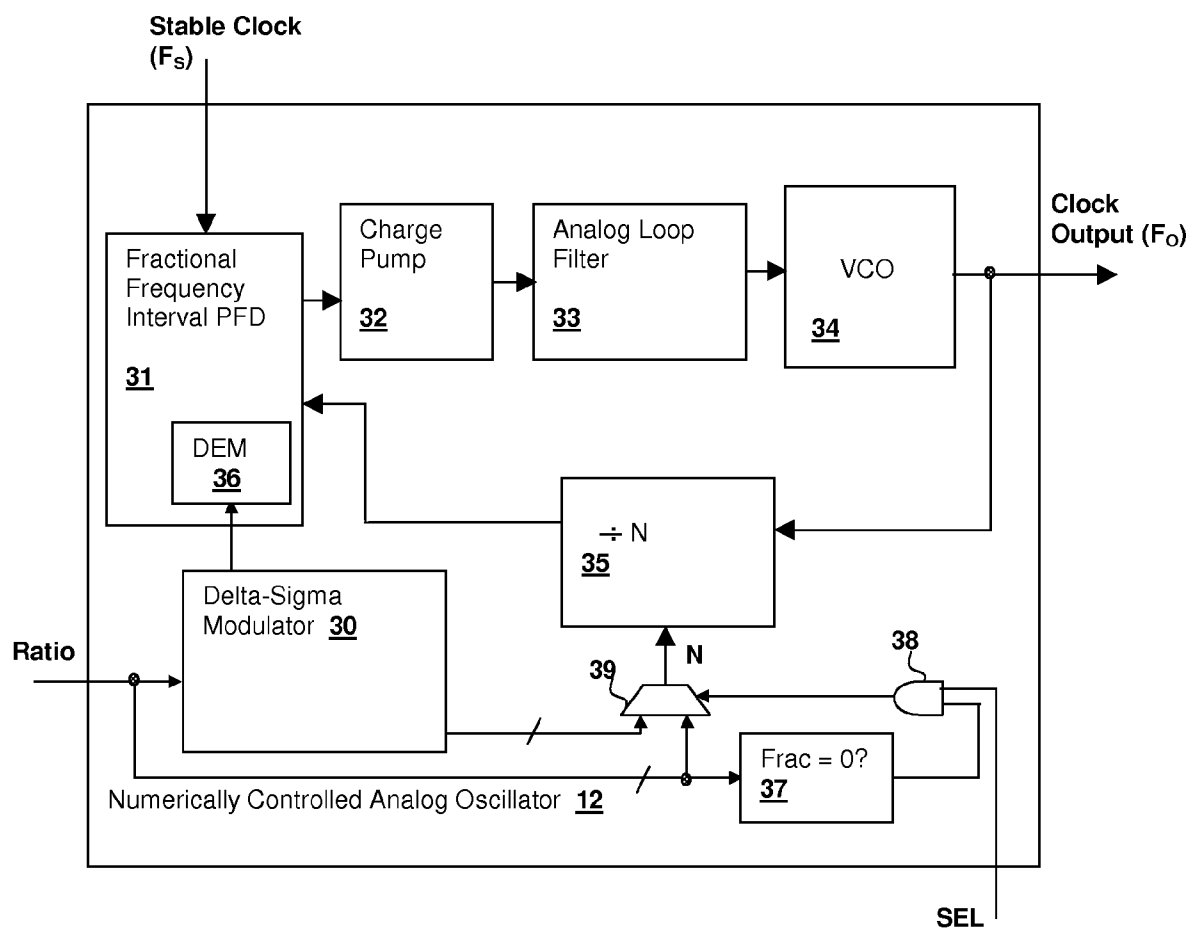 Stable Clock
(FS)
Clock
Output (FO)
Fractional
Frequency
Interval PFD
31
Charge
Pump
32
Analog Loop
Filter
33
VCO
34
DEM
36
÷ N
35
Delta-Sigma
Modulator 30
Ratio
39
N
38
Frac = 0?
37
Numerically Controlled Analog Oscillator 12
SEL